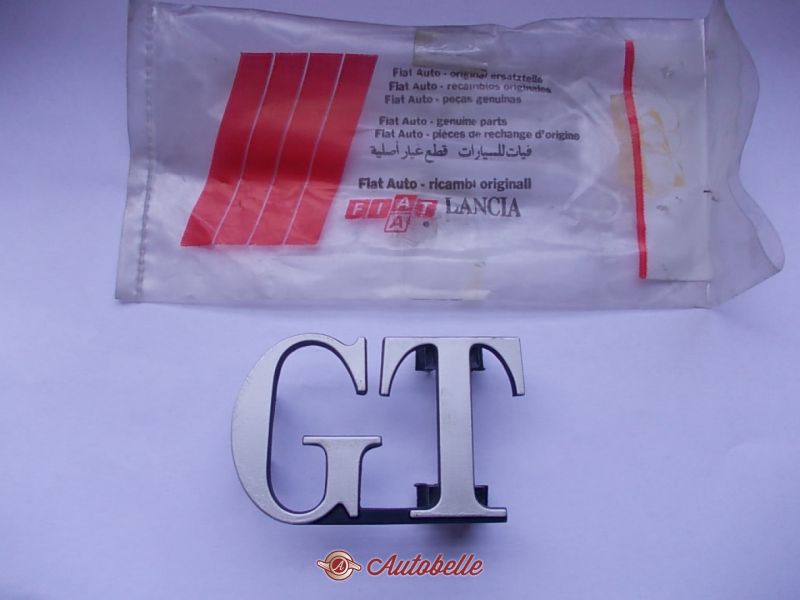 Fiat Auto - original ersatzteile
Fiat Auto - recambios originales
Fiat Auto - peças genuinas
Fiat Auto - genuine parts
Fiat Auto - pièces de rechange d'origine
فيات للسيارات قطع غيار أصلية
Fiat Auto - ricambi originali
FIAT LANCIA
A ®
GT
A Autobelle